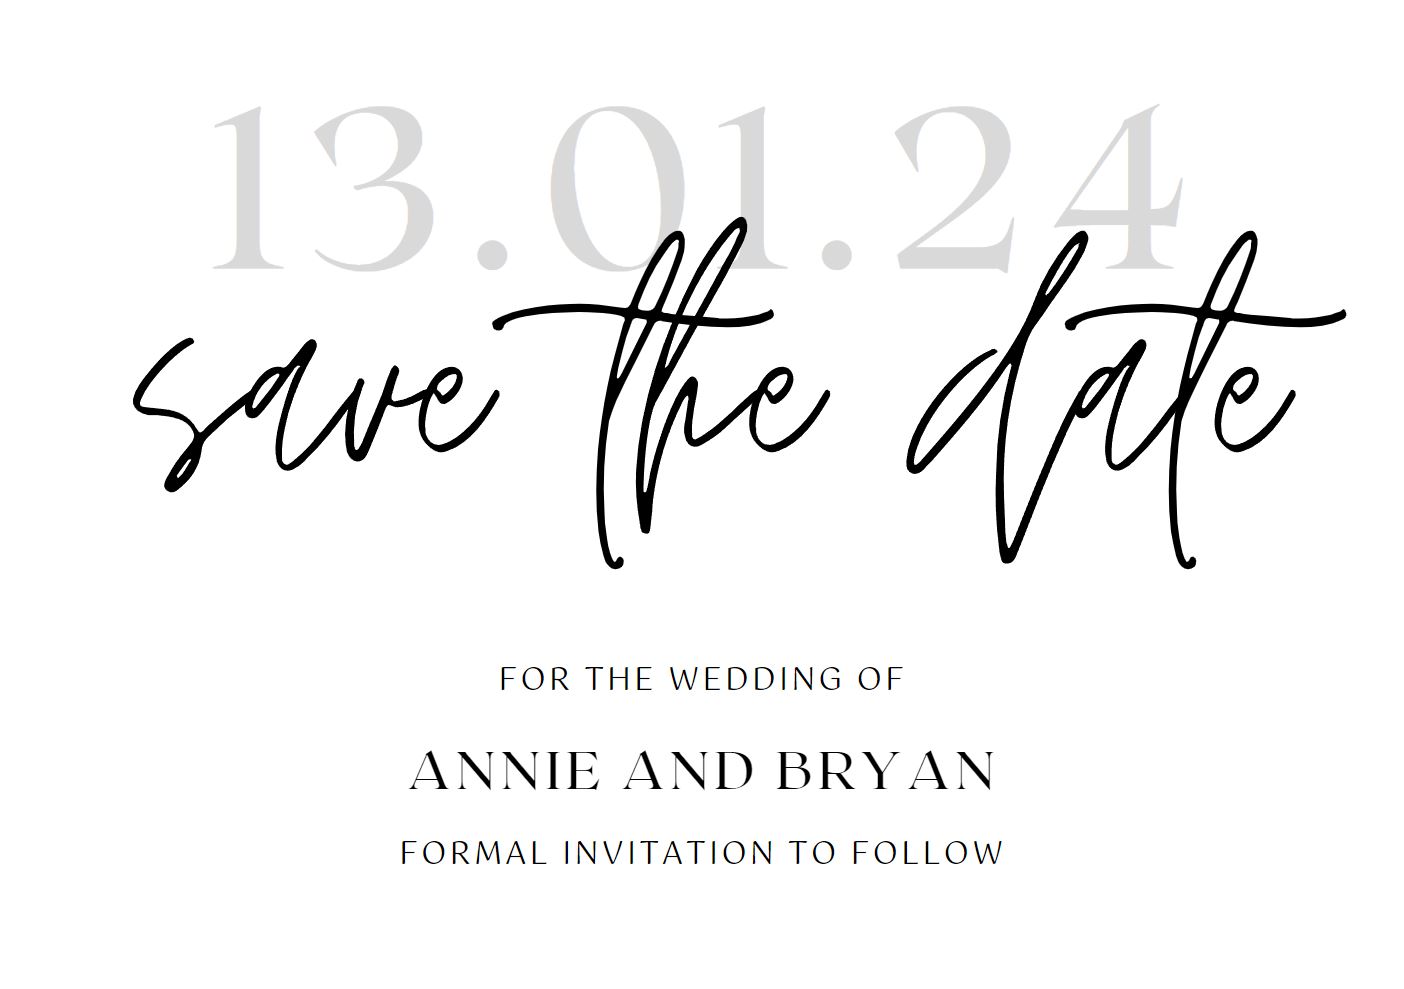 13.01.24
save the date
FOR THE WEDDING OF
ANNIE AND BRYAN
FORMAL INVITATION TO FOLLOW